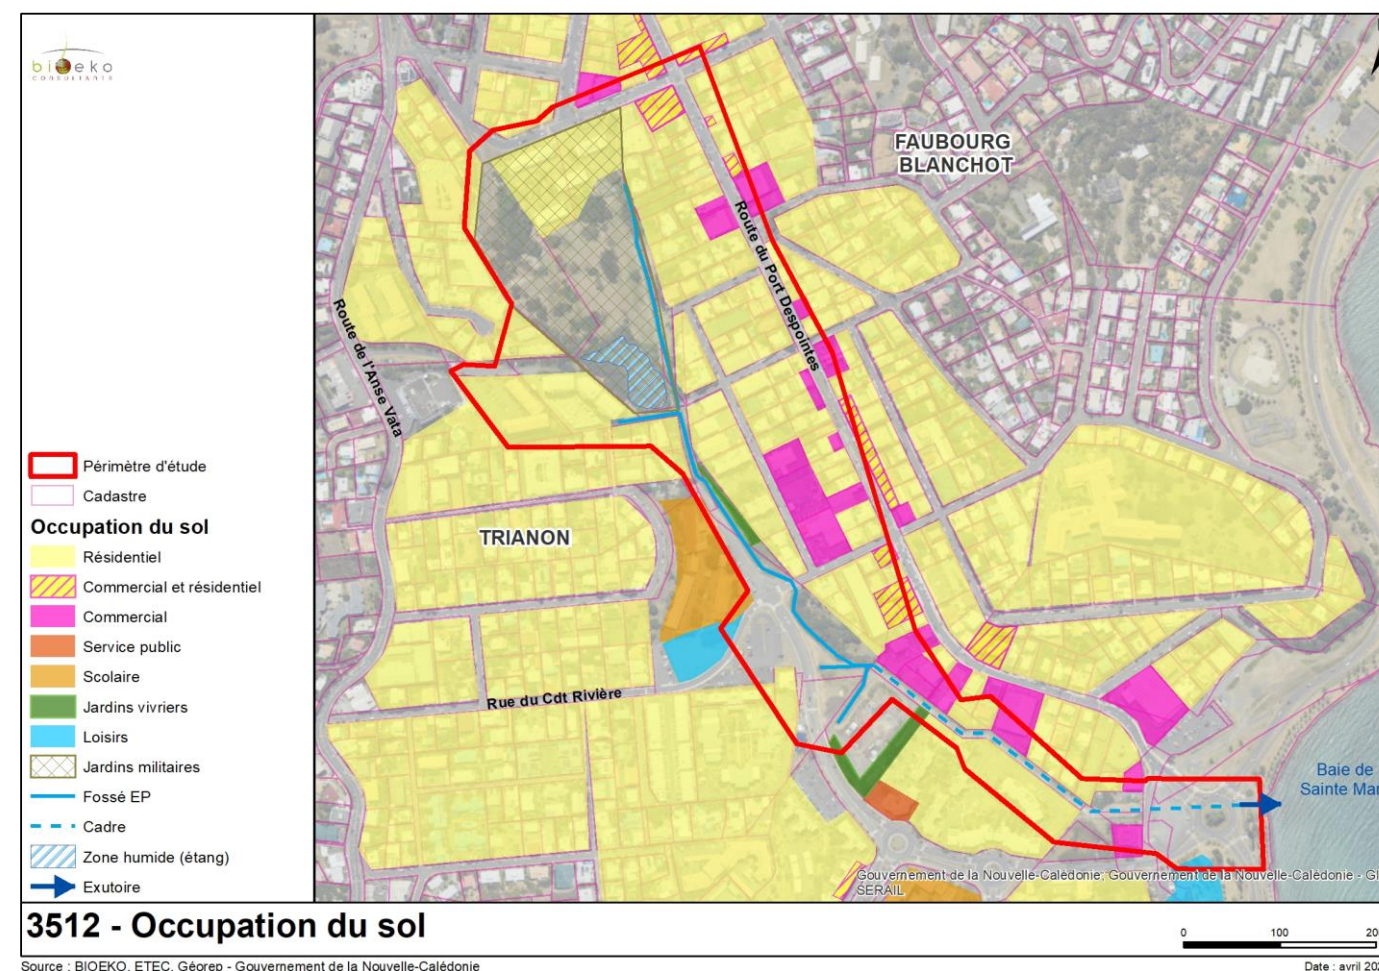 biOeko
CONSULTANTS
FAUBOURG
BLANCHOT
Route du Port Despointes
Route de l'Anse Vata
Périmètre d'étude
Cadastre
Occupation du sol
Résidentiel
Commercial et résidentiel
Commercial
Service public
Scolaire
Jardins vivriers
Loisirs
Jardins militaires
Fossé EP
Cadre
Zone humide (étang)
Exutoire
TRIANON
Rue du Cdt Rivière
Baie de
Sainte Mar
Gouvernement de la Nouvelle-Calédonie; Gouvernement de la Nouvelle-Calédonie - GI
SERAIL
3512 - Occupation du sol
0 100 20
Source : BIOEKO, ETEC, Géorep - Gouvernement de la Nouvelle-Calédonie
Date : avril 202